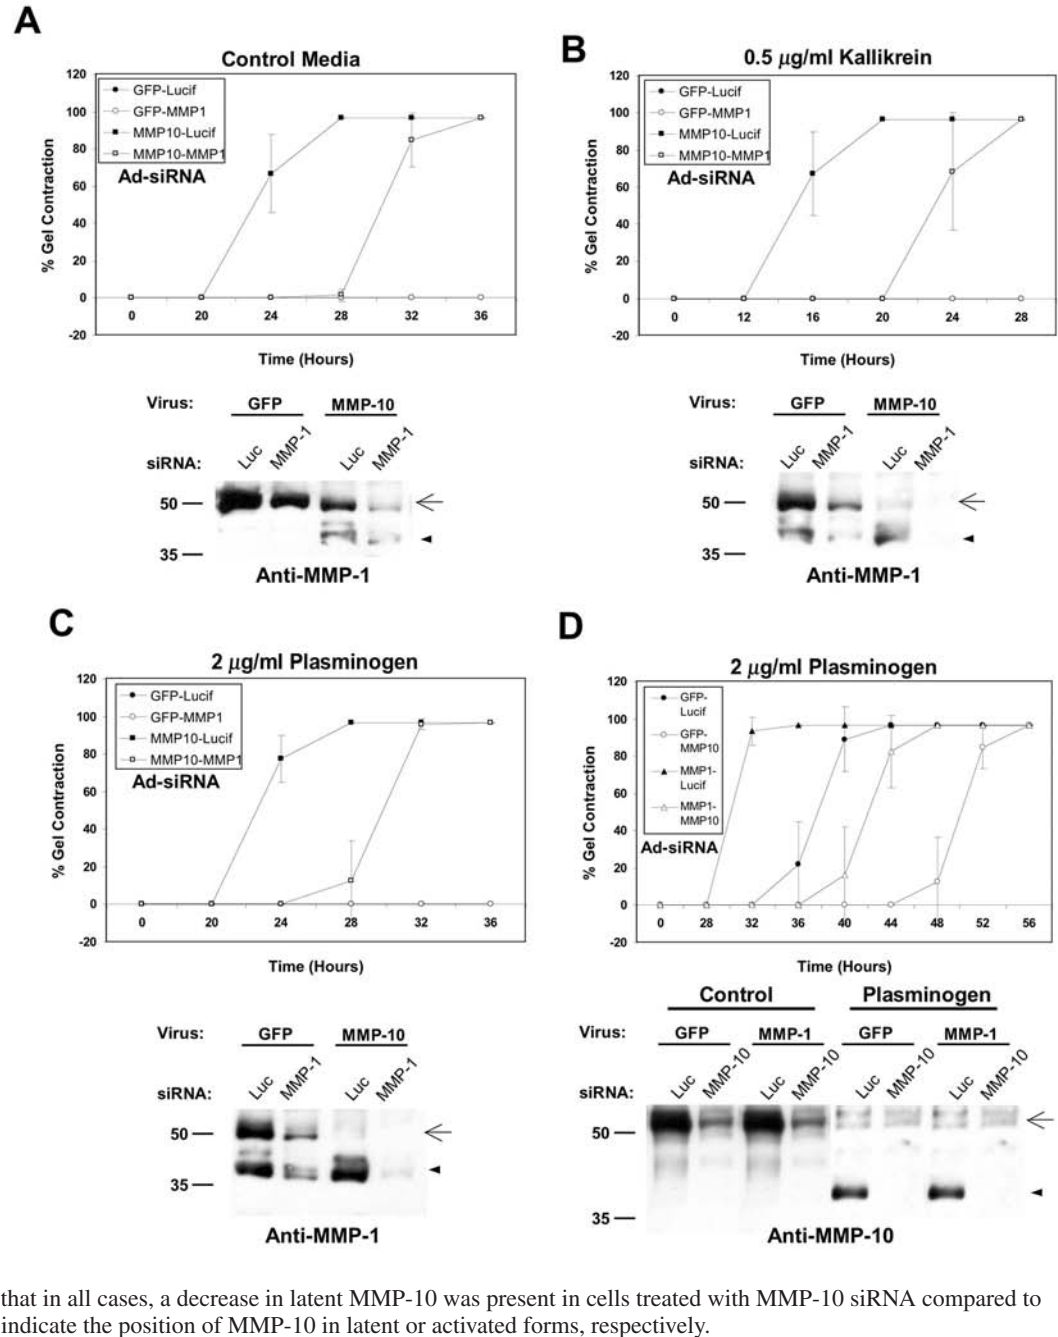 A
Control Media
120
100
80
60
40
20
0
-20
% Gel Contraction
GFP-Lucif
GFP-MMP1
MMP10-Lucif
MMP10-MMP1
Ad-siRNA
0 20 24 28 32 36
Time (Hours)
Virus: GFP MMP-10
siRNA: Luc MMP-1 Luc MMP-1
50
35
Anti-MMP-1
B
0.5 μg/ml Kallikrein
120
100
80
60
40
20
0
-20
% Gel Contraction
GFP-Lucif
GFP-MMP1
MMP10-Lucif
MMP10-MMP1
Ad-siRNA
0 12 16 20 24 28
Time (Hours)
Virus: GFP MMP-10
siRNA: Luc MMP-1 Luc MMP-1
50
35
Anti-MMP-1
C
2 μg/ml Plasminogen
120
100
80
60
40
20
0
-20
% Gel Contraction
GFP-Lucif
GFP-MMP1
MMP10-Lucif
MMP10-MMP1
Ad-siRNA
0 20 24 28 32 36
Time (Hours)
Virus: GFP MMP-10
siRNA: Luc MMP-1 Luc MMP-1
50
35
Anti-MMP-1
D
2 μg/ml Plasminogen
120
100
80
60
40
20
0
-20
% Gel Contraction
GFP-
Lucif
GFP-
MMP10
MMP1-
Lucif
MMP1-
MMP10
Ad-siRNA
0 28 32 36 40 44 48 52 56
Time (Hours)
Control Plasminogen
Virus: GFP MMP-1 GFP MMP-1
siRNA: Luc MMP-10 Luc MMP-10 Luc MMP-10 Luc MMP-10
50
35
Anti-MMP-10
that in all cases, a decrease in latent MMP-10 was present in cells treated with MMP-10 siRNA compared to
indicate the position of MMP-10 in latent or activated forms, respectively.